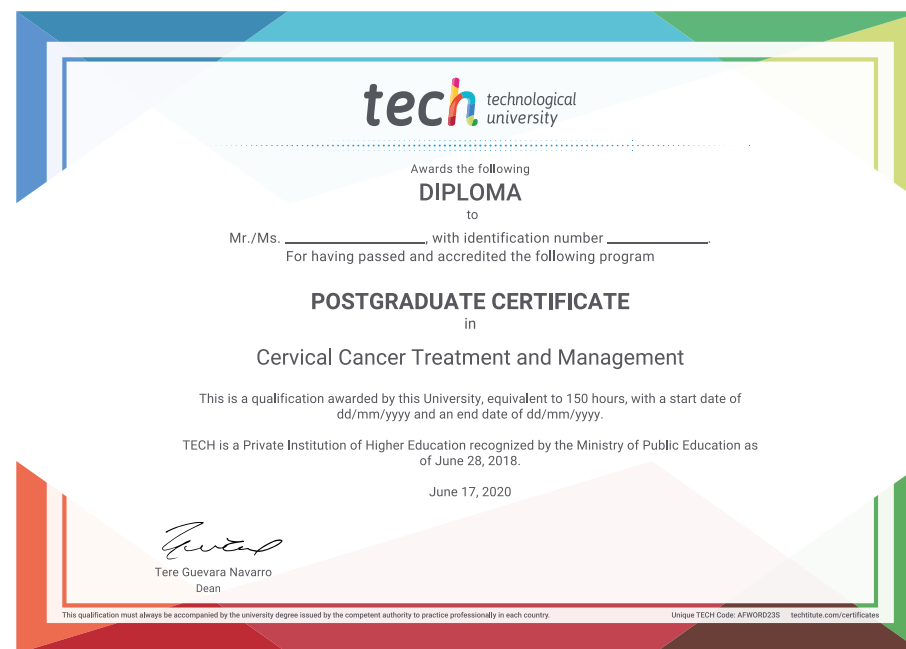 tech technological
university
Awards the following
DIPLOMA
to
Mr./Ms. ____________, with identification number ____________.
For having passed and accredited the following program
POSTGRADUATE CERTIFICATE
in
Cervical Cancer Treatment and Management
This is a qualification awarded by this University, equivalent to 150 hours, with a start date of
dd/mm/yyyy and an end date of dd/mm/yyyy.
TECH is a Private Institution of Higher Education recognized by the Ministry of Public Education as
of June 28, 2018.
June 17, 2020
Tere Guevara Navarro
Dean
This qualification must always be accompanied by the university degree issued by the competent authority to practice professionally in each country. Unique TECH Code: AFWORD23S techtitute.com/certificates